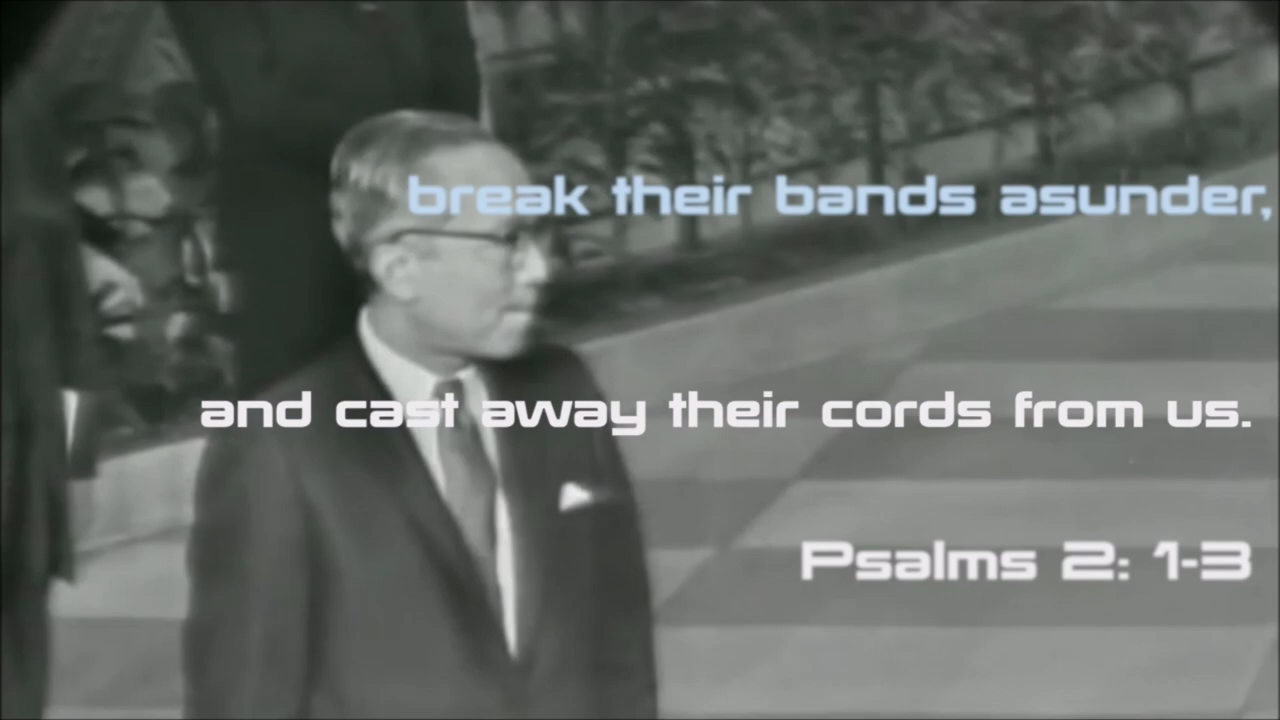 break their bands asunder,
and cast away their cords from us.
Psalms 2: 1-3